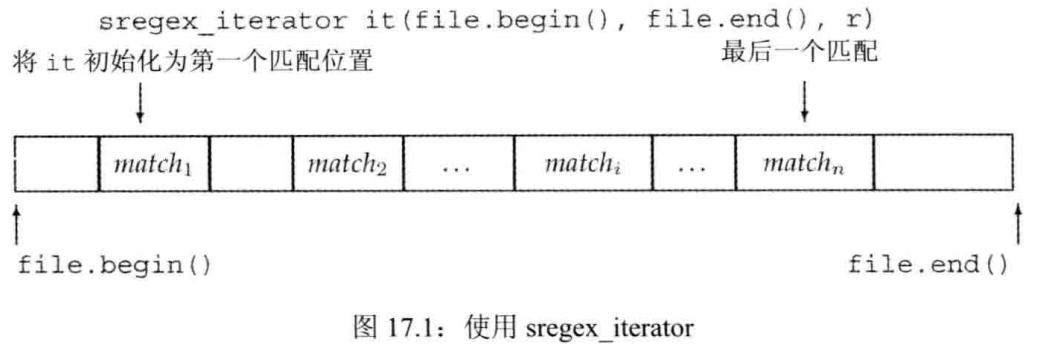 sregex_iterator it(file.begin(), file.end(), r)
将 it 初始化为第一个匹配位置 最后一个匹配
match₁ match₂ … matchᵢ … matchₙ
file.begin() file.end()
图 17.1：使用 sregex_iterator